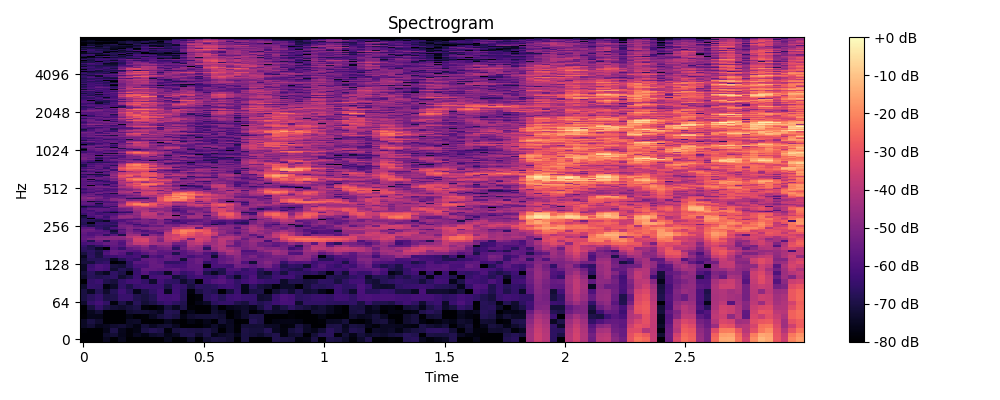 Spectrogram
Hz
4096
2048
1024
512
256
128
64
0
0
0.5
1
1.5
2
2.5
Time
+0 dB
-10 dB
-20 dB
-30 dB
-40 dB
-50 dB
-60 dB
-70 dB
-80 dB